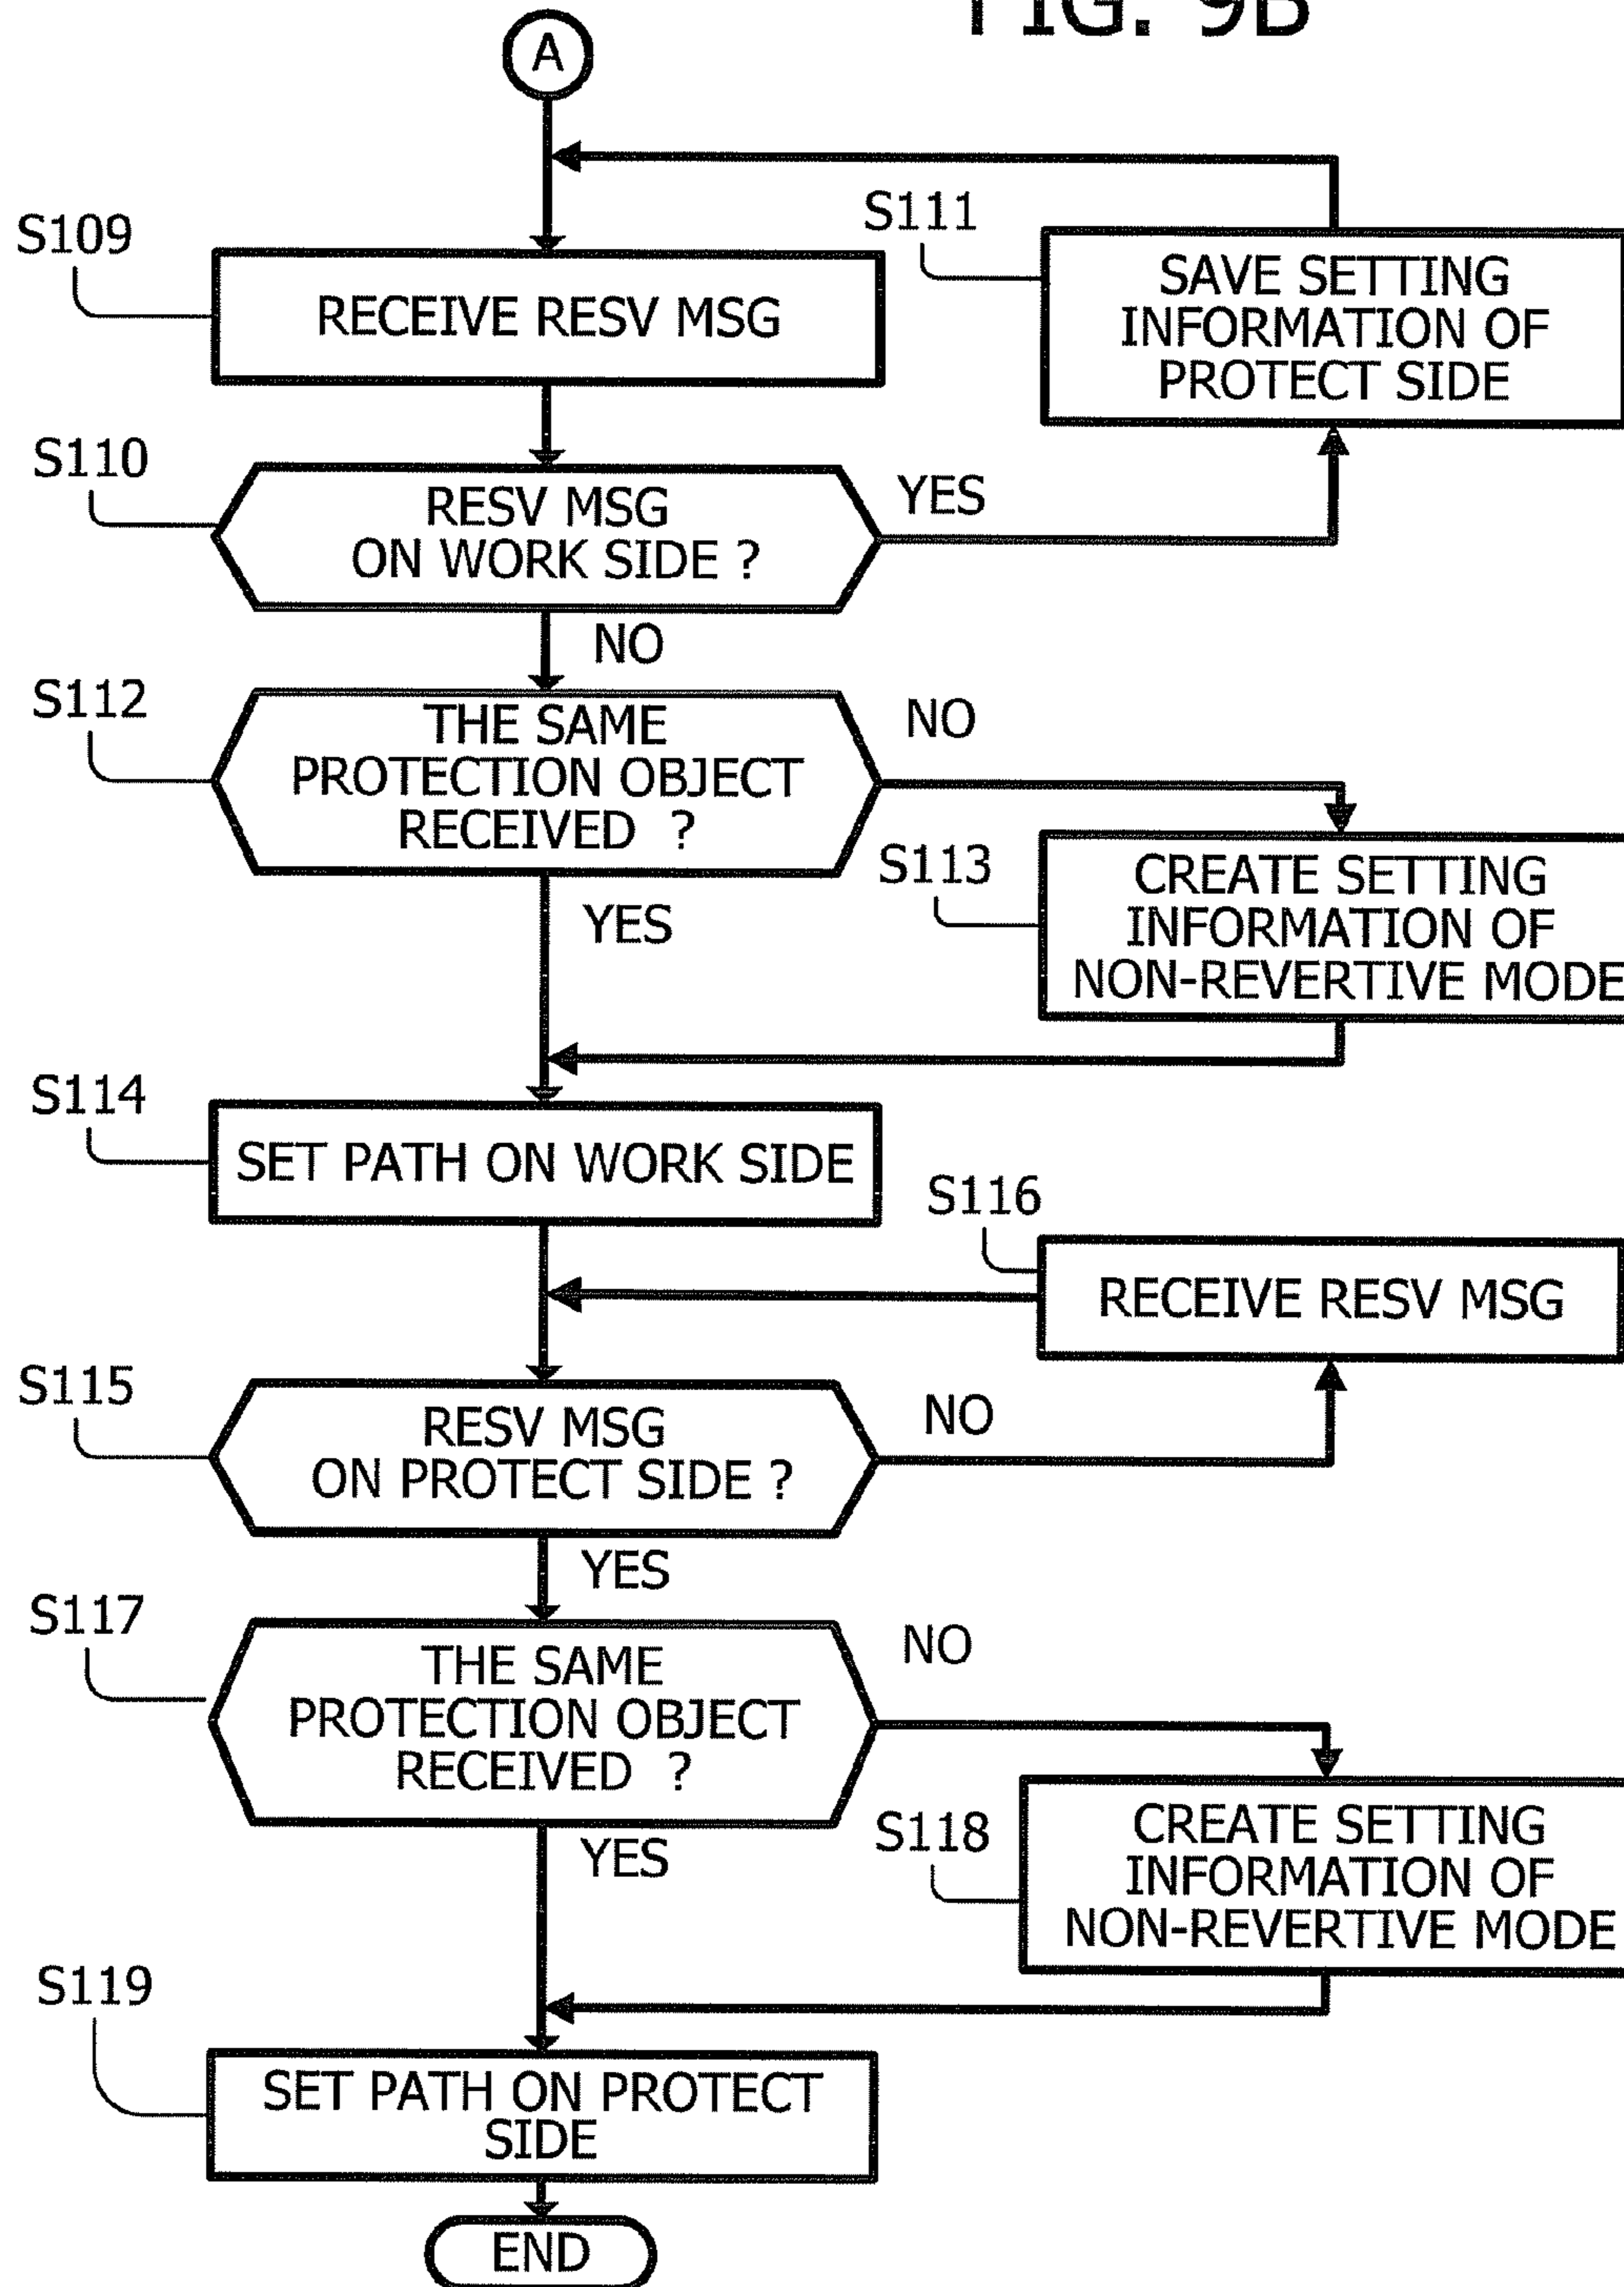 FIG. 9B
A
S109
RECEIVE RESV MSG
S111
SAVE SETTING
INFORMATION OF
PROTECT SIDE
S110
RESV MSG
ON WORK SIDE ?
YES
NO
S112
THE SAME
PROTECTION OBJECT
RECEIVED ?
NO
YES
S113
CREATE SETTING
INFORMATION OF
NON-REVERTIVE MODE
S114
SET PATH ON WORK SIDE
S116
RECEIVE RESV MSG
S115
RESV MSG
ON PROTECT SIDE ?
NO
YES
S117
THE SAME
PROTECTION OBJECT
RECEIVED ?
NO
YES
S118
CREATE SETTING
INFORMATION OF
NON-REVERTIVE MODE
S119
SET PATH ON PROTECT
SIDE
END